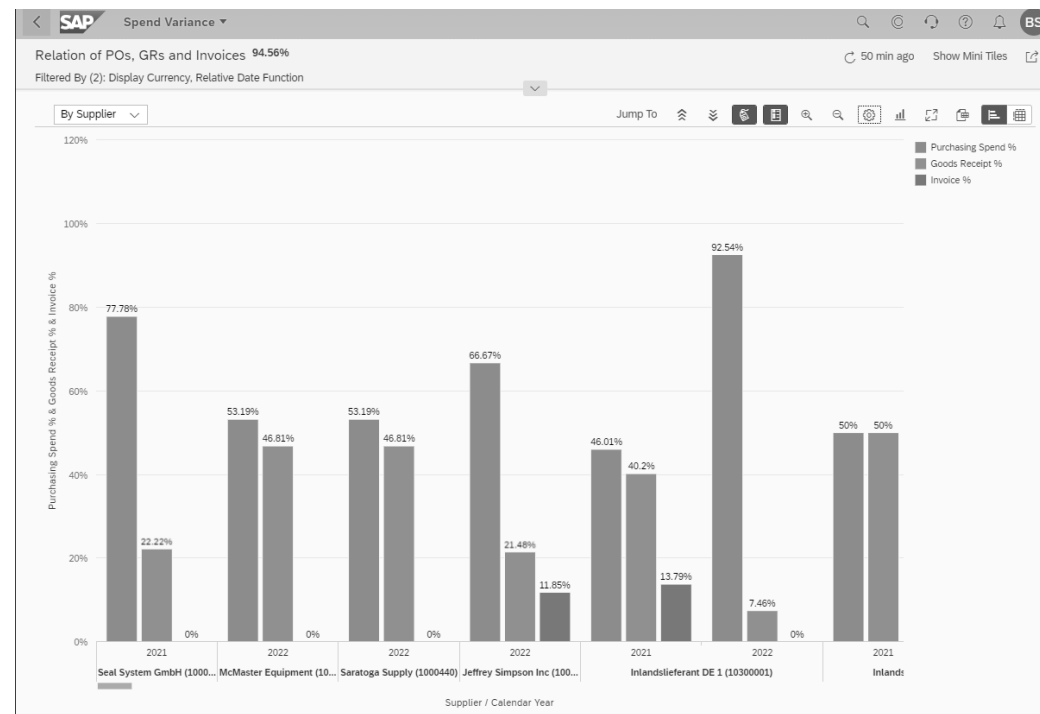 SAP Spend Variance
BS
Relation of POs, GRs and Invoices 94.56%
50 min ago Show Mini Tiles
Filtered By (2): Display Currency, Relative Date Function
By Supplier
Jump To
Purchasing Spend %
Goods Receipt %
Invoice %
Purchasing Spend % & Goods Receipt % & Invoice %
120%
100%
80%
60%
40%
20%
0%
77.78%
22.22%
0%
53.19%
46.81%
0%
53.19%
46.81%
0%
66.67%
21.48%
11.85%
46.01%
40.2%
13.79%
92.54%
7.46%
0%
50%
50%
2021 2022 2022 2022 2021 2022 2021
Seal System GmbH (1000... McMaster Equipment (10... Saratoga Supply (1000440) Jeffrey Simpson Inc (100... Inlandslieferant DE 1 (10300001) Inlands
Supplier / Calendar Year